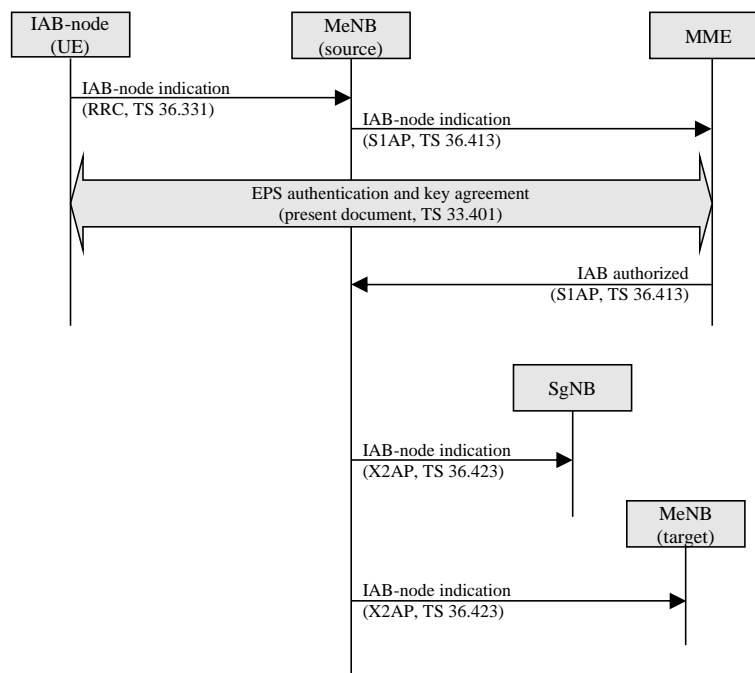 IAB-node
(UE)
MeNB
(source)
MME
IAB-node indication
(RRC, TS 36.331)
IAB-node indication
(S1AP, TS 36.413)
EPS authentication and key agreement
(present document, TS 33.401)
IAB authorized
(S1AP, TS 36.413)
SgNB
IAB-node indication
(X2AP, TS 36.423)
MeNB
(target)
IAB-node indication
(X2AP, TS 36.423)